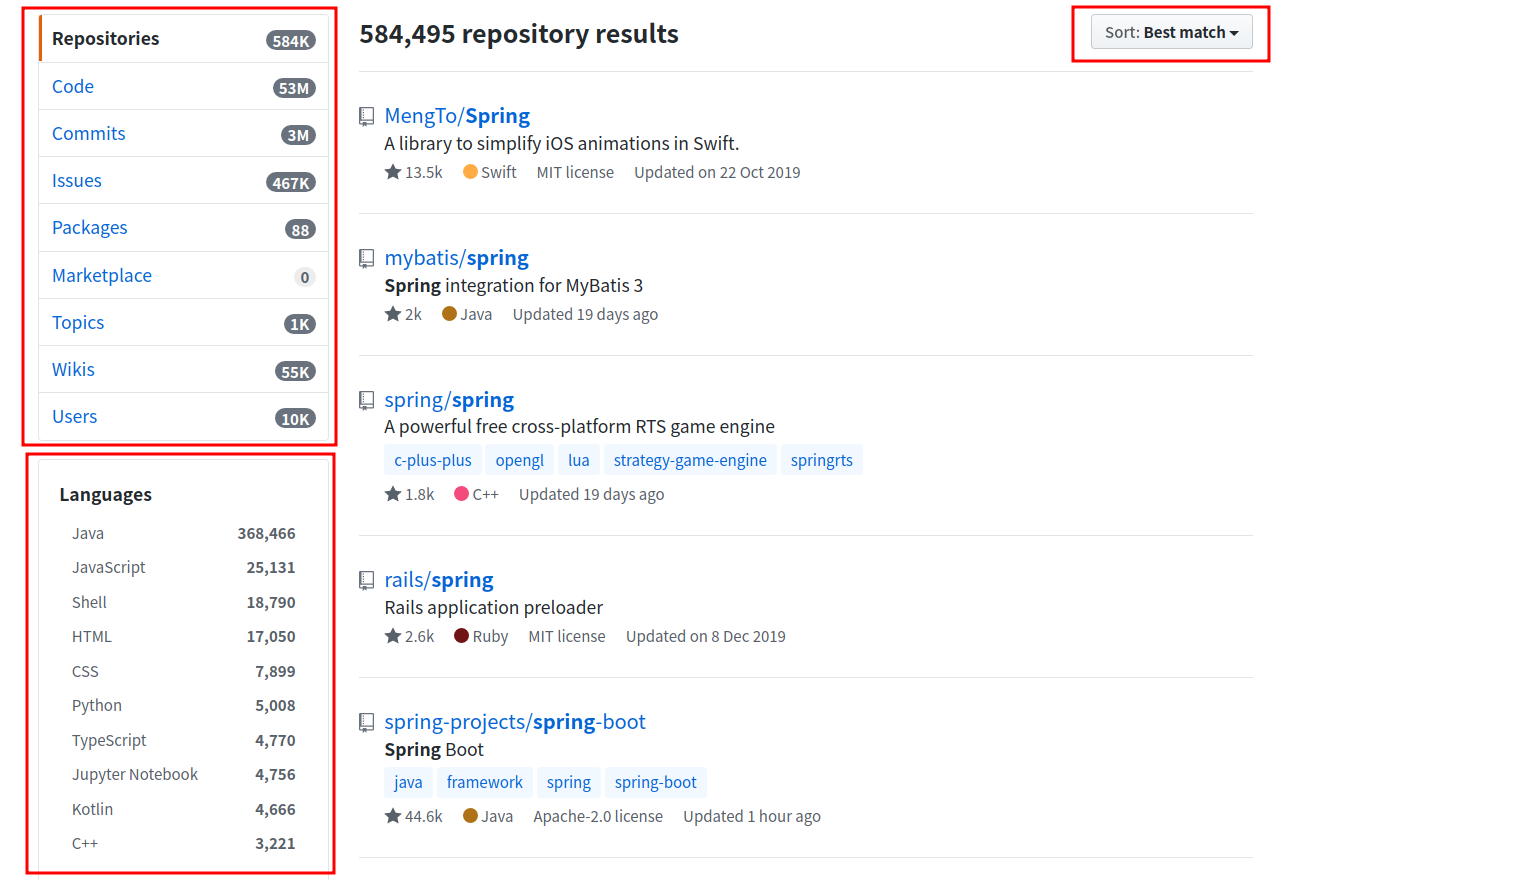 Repositories 584K
Code 53M
Commits 3M
Issues 467K
Packages 88
Marketplace 0
Topics 1K
Wikis 55K
Users 10K
Languages
Java 368,466
JavaScript 25,131
Shell 18,790
HTML 17,050
CSS 7,899
Python 5,008
TypeScript 4,770
Jupyter Notebook 4,756
Kotlin 4,666
C++ 3,221
584,495 repository results
Sort: Best match
MengTo/Spring
A library to simplify iOS animations in Swift.
13.5k Swift MIT license Updated on 22 Oct 2019
mybatis/spring
Spring integration for MyBatis 3
2k Java Updated 19 days ago
spring/spring
A powerful free cross-platform RTS game engine
c-plus-plus opengl lua strategy-game-engine springrts
1.8k C++ Updated 19 days ago
rails/spring
Rails application preloader
2.6k Ruby MIT license Updated on 8 Dec 2019
spring-projects/spring-boot
Spring Boot
java framework spring spring-boot
44.6k Java Apache-2.0 license Updated 1 hour ago